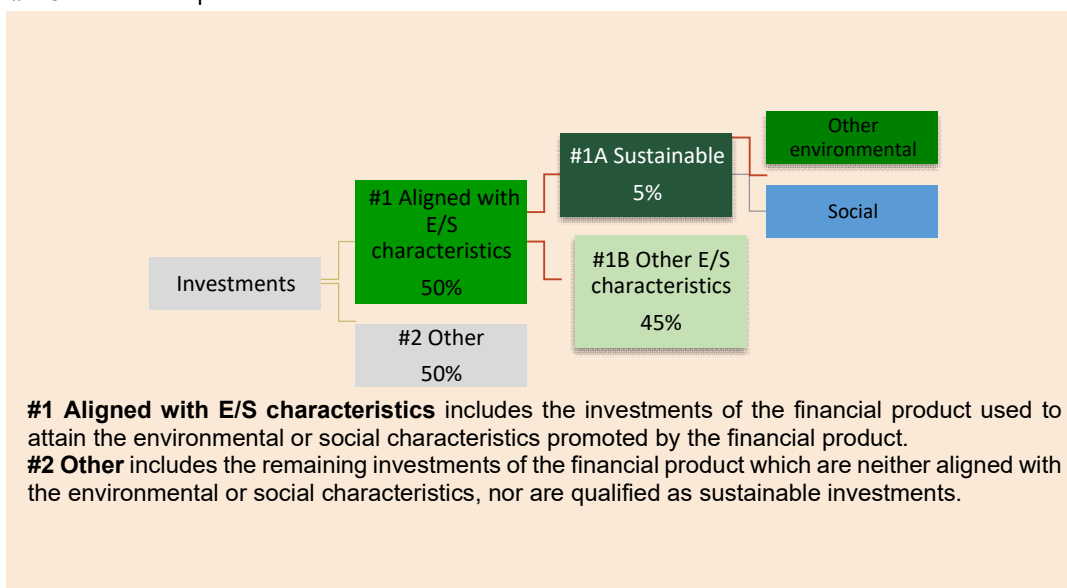 Other
environmental
#1A Sustainable
5%
#1 Aligned with
E/S
characteristics
50%
Social
#1B Other E/S
characteristics
45%
Investments
#2 Other
50%
#1 Aligned with E/S characteristics includes the investments of the financial product used to
attain the environmental or social characteristics promoted by the financial product.
#2 Other includes the remaining investments of the financial product which are neither aligned with
the environmental or social characteristics, nor are qualified as sustainable investments.